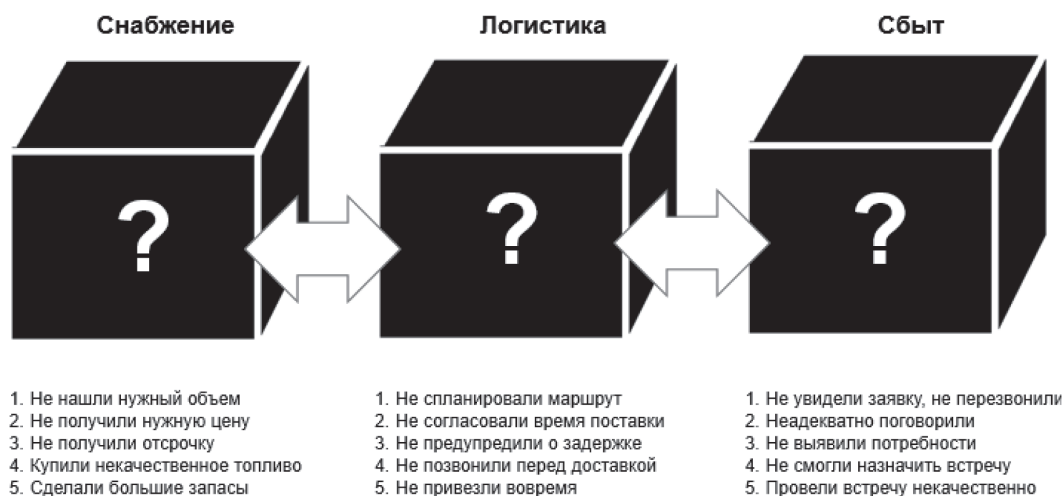 Снабжение
Логистика
Сбыт
?
?
?
1. Не нашли нужный объем
2. Не получили нужную цену
3. Не получили отсрочку
4. Купили некачественное топливо
5. Сделали большие запасы
1. Не спланировали маршрут
2. Не согласовали время поставки
3. Не предупредили о задержке
4. Не позвонили перед доставкой
5. Не привезли вовремя
1. Не увидели заявку, не перезвонили
2. Неадекватно поговорили
3. Не выявили потребности
4. Не смогли назначить встречу
5. Провели встречу некачественно